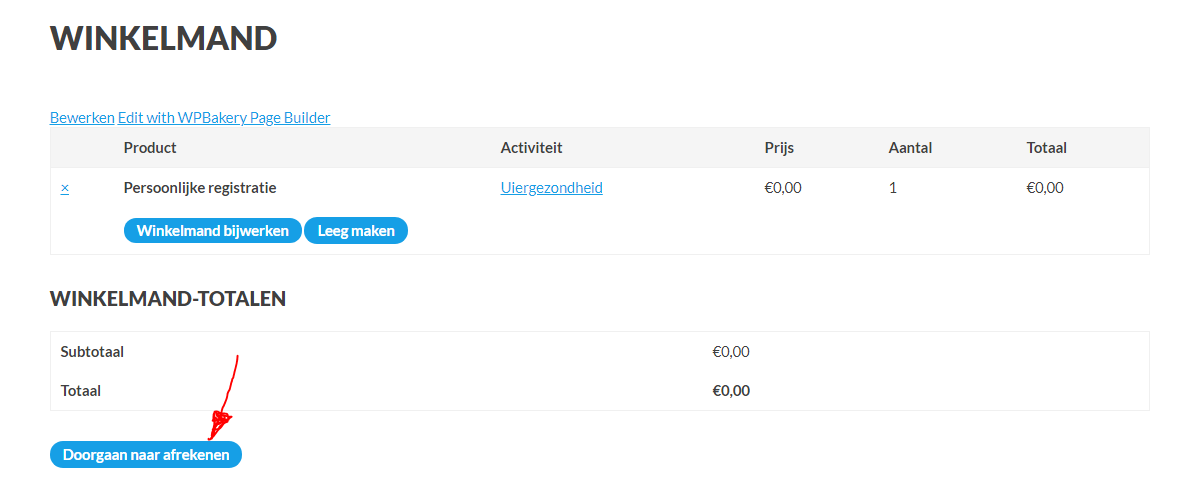 WINKELMAND
Bewerken Edit with WPBakery Page Builder
Product Activiteit Prijs Aantal Totaal
× Persoonlijke registratie Uiergezondheid €0,00 1 €0,00
Winkelmand bijwerken Leeg maken
WINKELMAND-TOTALEN
Subtotaal €0,00
Totaal €0,00
Doorgaan naar afrekenen